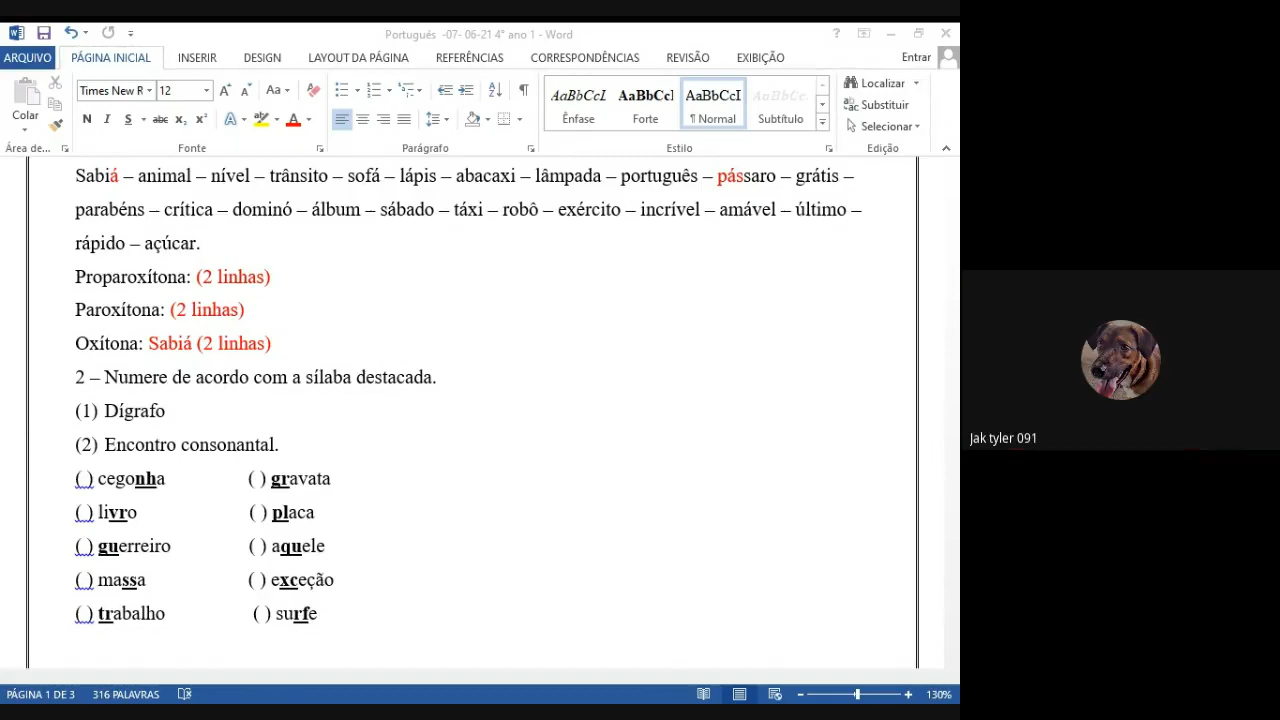 Português -07- 06-21 4° ano 1 - Word
ARQUIVO PÁGINA INICIAL INSERIR DESIGN LAYOUT DA PÁGINA REFERÊNCIAS CORRESPONDÊNCIAS REVISÃO EXIBIÇÃO Entrar
Times New R 12 Aa
Colar
N I S abc x₂ x² A A
AaBbCcI AaBbCcI AaBbCcI AaBbCc.
Ênfase Forte ¶ Normal Subtítulo
Localizar
Substituir
Selecionar
Área de... Fonte Parágrafo Estilo Edição
Sabiá – animal – nível – trânsito – sofá – lápis – abacaxi – lâmpada – português – pássaro – grátis –
parabéns – crítica – dominó – álbum – sábado – táxi – robô – exército – incrível – amável – último –
rápido – açúcar.
Proparoxítona: (2 linhas)
Paroxítona: (2 linhas)
Oxítona: Sabiá (2 linhas)
2 – Numere de acordo com a sílaba destacada.
(1) Dígrafo
(2) Encontro consonantal.
( ) cegonha ( ) gravata
( ) livro ( ) placa
( ) guerreiro ( ) aquele
( ) massa ( ) exceção
( ) trabalho ( ) surfe
Jak tyler 091
PÁGINA 1 DE 3 316 PALAVRAS 130%